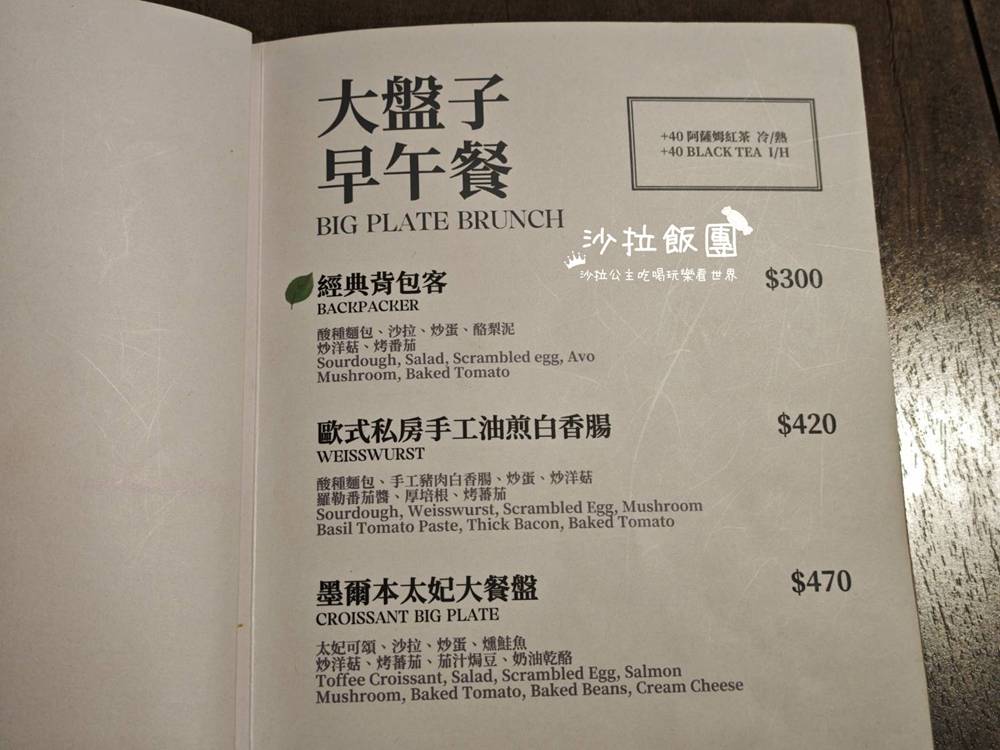 大盤子
早午餐
BIG PLATE BRUNCH
+40 阿薩姆紅茶 冷/熱
+40 BLACK TEA I/H
沙拉飯團
沙拉公主吃喝玩樂看世界
經典背包客 $300
BACKPACKER
酸種麵包、沙拉、炒蛋、酪梨泥
炒洋菇、烤番茄
Sourdough, Salad, Scrambled egg, Avo
Mushroom, Baked Tomato
歐式私房手工油煎白香腸 $420
WEISSWURST
酸種麵包、手工豬肉白香腸、炒蛋、炒洋菇
羅勒番茄醬、厚培根、烤蕃茄
Sourdough, Weisswurst, Scrambled Egg, Mushroom
Basil Tomato Paste, Thick Bacon, Baked Tomato
墨爾本太妃大餐盤 $470
CROISSANT BIG PLATE
太妃可頌、沙拉、炒蛋、燻鮭魚
炒洋菇、烤蕃茄、茄汁焗豆、奶油乾酪
Toffee Croissant, Salad, Scrambled Egg, Salmon
Mushroom, Baked Tomato, Baked Beans, Cream Cheese